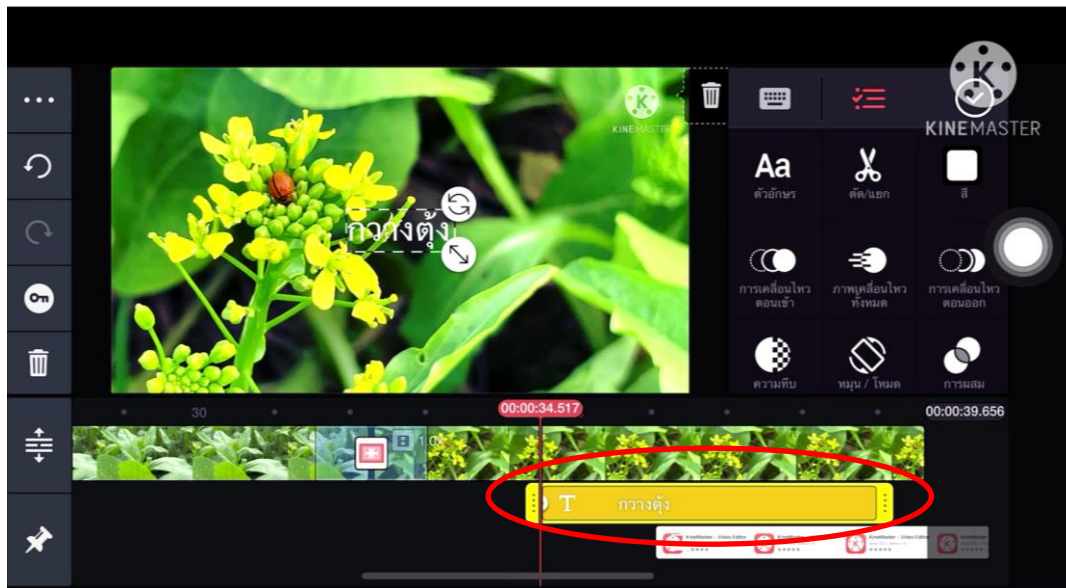 KINEMASTER
KINEMASTER
Aa
ตัวอักษร
ตัด/แยก
สี
กวางตุ้ง
การเคลื่อนไหว
ตอนเข้า
ภาพเคลื่อนไหว
ทั้งหมด
การเคลื่อนไหว
ตอนออก
ความทึบ
หมุน / โหมด
การผสม
30
00:00:34.517
00:00:39.656
T กวางตุ้ง
KineMaster - Video Editor